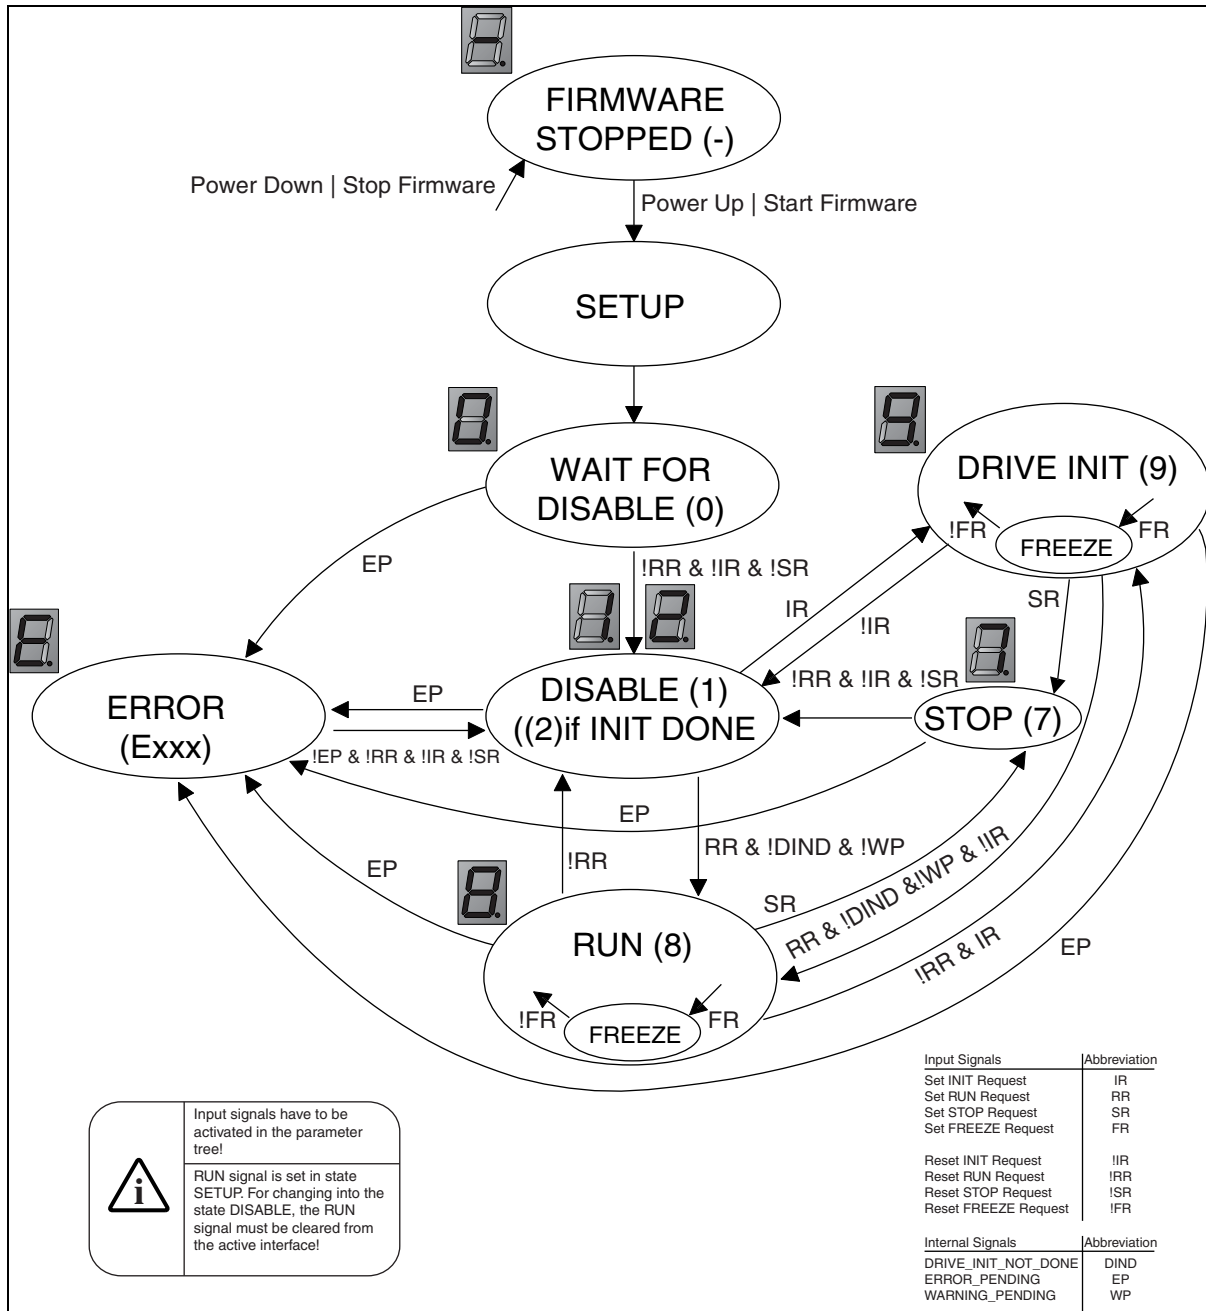 FIRMWARE
STOPPED (-)
Power Down | Stop Firmware
Power Up | Start Firmware
SETUP
WAIT FOR
DISABLE (0)
DRIVE INIT (9)
!FR
FREEZE
FR
EP
!RR & !IR & !SR
IR
!IR
SR
!RR & !IR & !SR
ERROR
(Exxx)
EP
!EP & !RR & !IR & !SR
DISABLE (1)
((2)if INIT DONE
STOP (7)
EP
EP
!RR
RR & !DIND & !WP
SR
RR & !DIND &!WP & !IR
!RR & IR
EP
RUN (8)
!FR
FREEZE
FR
Input signals have to be
activated in the parameter
tree!
i
RUN signal is set in state
SETUP. For changing into the
state DISABLE, the RUN
signal must be cleared from
the active interface!
Input Signals Abbreviation
Set INIT Request IR
Set RUN Request RR
Set STOP Request SR
Set FREEZE Request FR
Reset INIT Request !IR
Reset RUN Request !RR
Reset STOP Request !SR
Reset FREEZE Request !FR
Internal Signals Abbreviation
DRIVE_INIT_NOT_DONE DIND
ERROR_PENDING EP
WARNING_PENDING WP